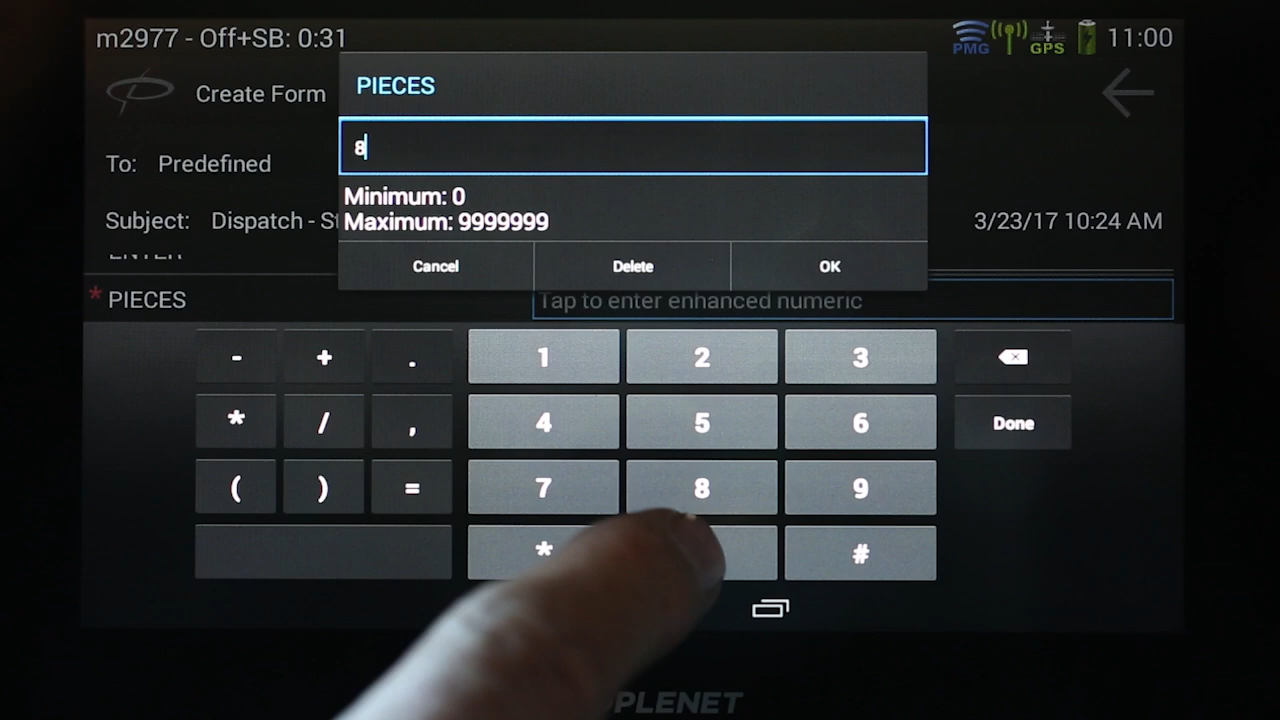 m2977 - Off+SB: 0:31
PMG GPS 11:00
Create Form
PIECES
8
To: Predefined
Minimum: 0
Maximum: 9999999
Subject: Dispatch - 3/23/17 10:24 AM
Cancel Delete OK
* PIECES Tap to enter enhanced numeric
- + . 1 2 3
* / , 4 5 6 Done
( ) = 7 8 9
* #
PLENET